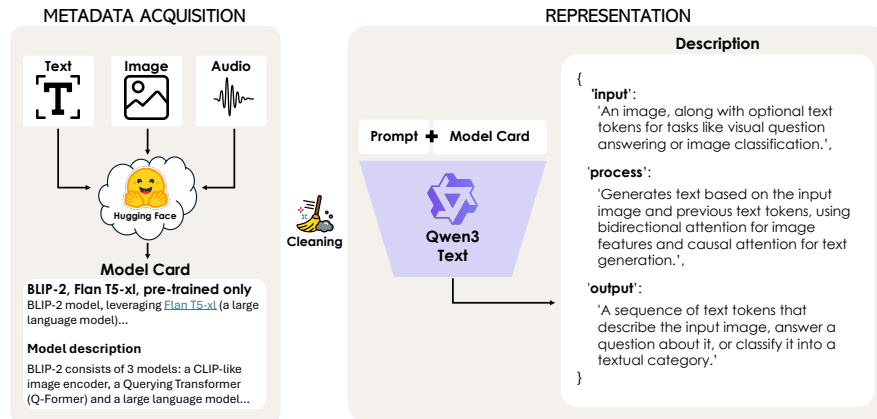 METADATA ACQUISITION
Text
Image
Audio
T
Hugging Face
Model Card
BLIP-2, Flan T5-xl, pre-trained only
BLIP-2 model, leveraging Flan T5-xl (a large
language model)...
Model description
BLIP-2 consists of 3 models: a CLIP-like
image encoder, a Querying Transformer
(Q-Former) and a large language model...
Cleaning
REPRESENTATION
Prompt + Model Card
Qwen3
Text
Description
{
'input':
'An image, along with optional text
tokens for tasks like visual question
answering or image classification.',
'process':
'Generates text based on the input
image and previous text tokens, using
bidirectional attention for image
features and causal attention for text
generation.',
'output':
'A sequence of text tokens that
describe the input image, answer a
question about it, or classify it into a
textual category.'
}